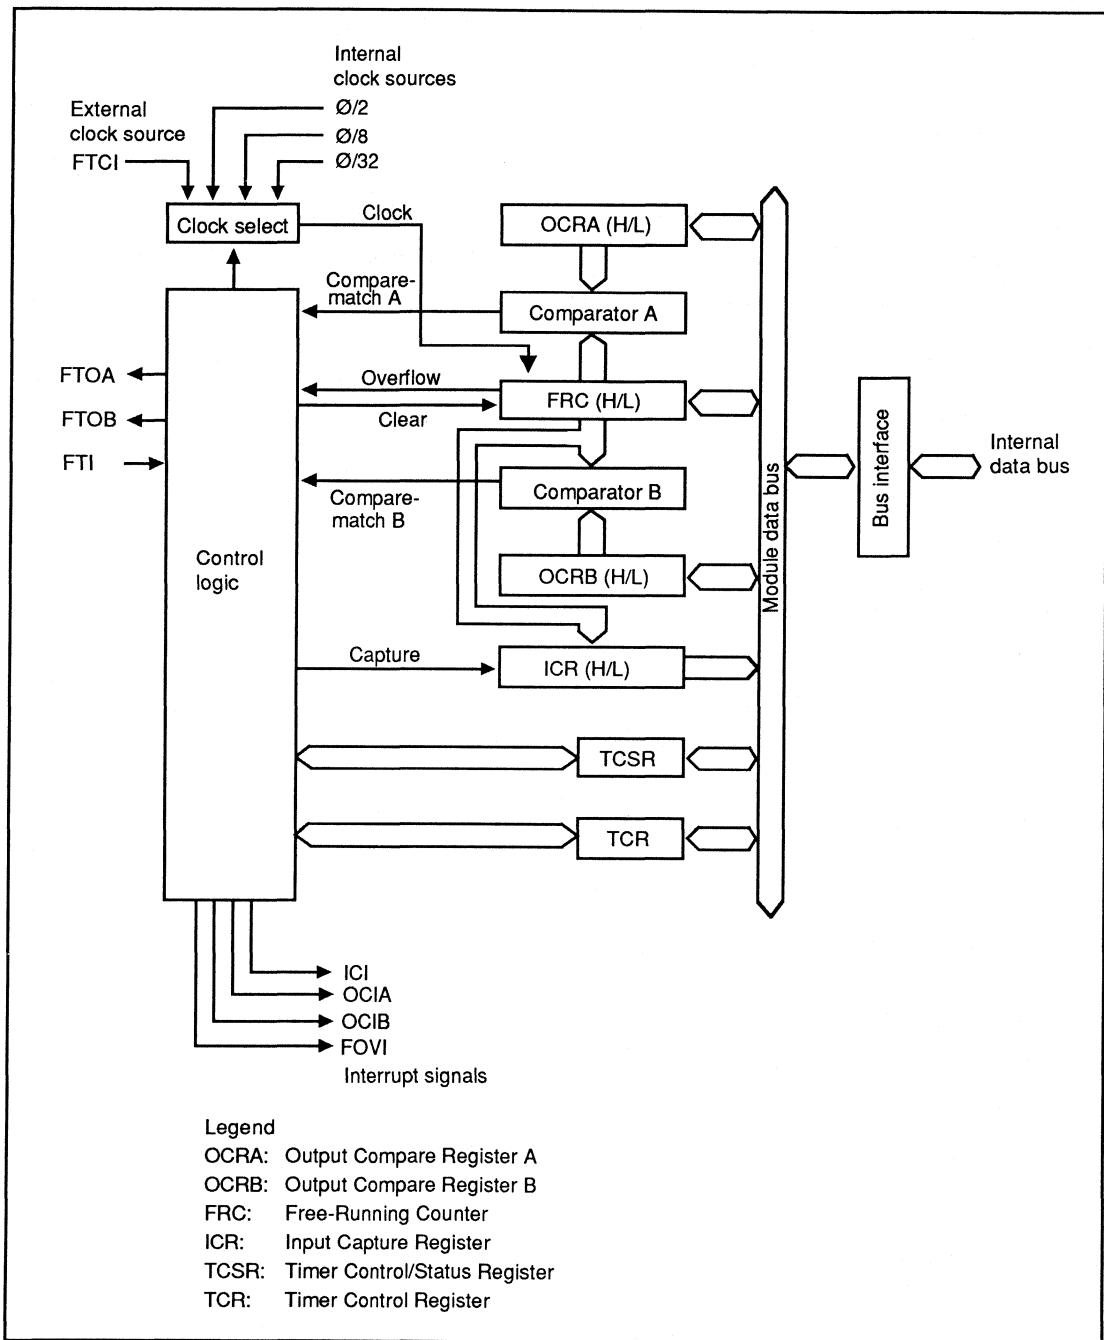 Internal
clock sources
Ø/2
External
clock source
Ø/8
FTCI
Ø/32
Clock select
Clock
OCRA (H/L)
Compare-
match A
Comparator A
FTOA
Overflow
FRC (H/L)
FTOB
Clear
FTI
Compare-
match B
Comparator B
Control
logic
OCRB (H/L)
Module data bus
Bus interface
Internal
data bus
Capture
ICR (H/L)
TCSR
TCR
ICI
OCIA
OCIB
FOVI
Interrupt signals
Legend
OCRA: Output Compare Register A
OCRB: Output Compare Register B
FRC: Free-Running Counter
ICR: Input Capture Register
TCSR: Timer Control/Status Register
TCR: Timer Control Register